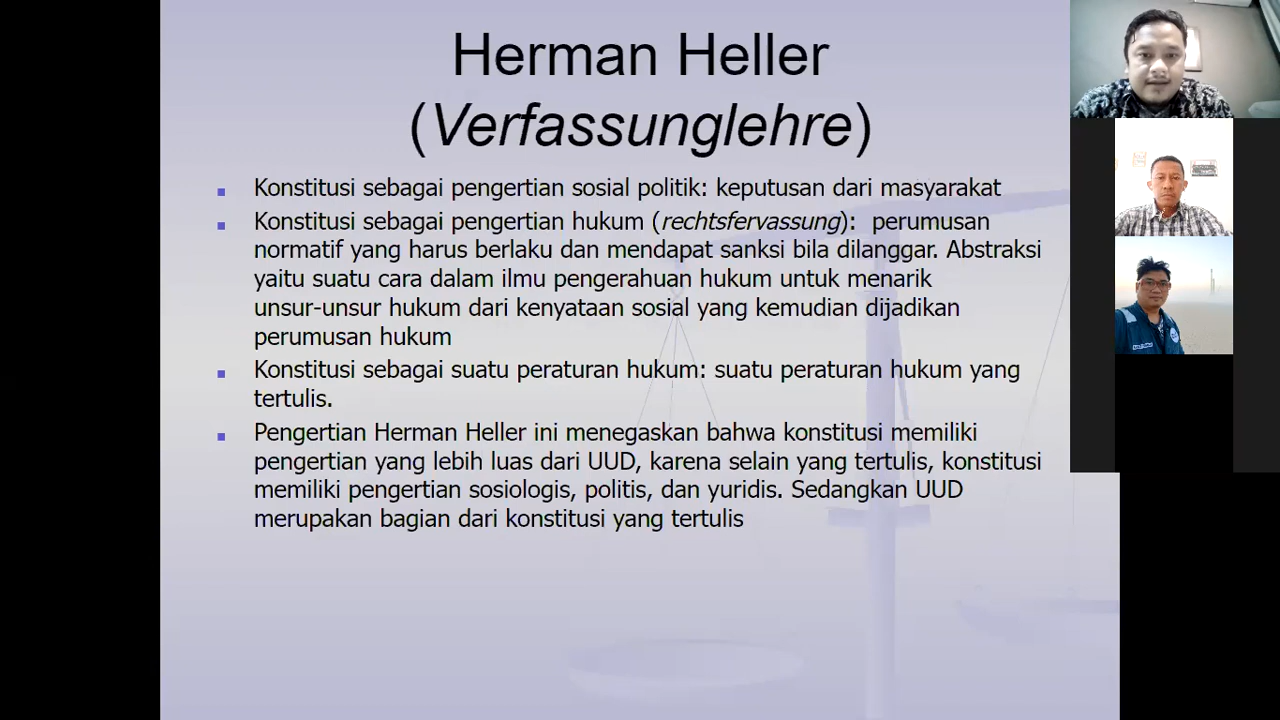 Herman Heller
(Verfassunglehre)
Konstitusi sebagai pengertian sosial politik: keputusan dari masyarakat
Konstitusi sebagai pengertian hukum (rechtsfervassung): perumusan
normatif yang harus berlaku dan mendapat sanksi bila dilanggar. Abstraksi
yaitu suatu cara dalam ilmu pengerahuan hukum untuk menarik
unsur-unsur hukum dari kenyataan sosial yang kemudian dijadikan
perumusan hukum
Konstitusi sebagai suatu peraturan hukum: suatu peraturan hukum yang
tertulis.
Pengertian Herman Heller ini menegaskan bahwa konstitusi memiliki
pengertian yang lebih luas dari UUD, karena selain yang tertulis, konstitusi
memiliki pengertian sosiologis, politis, dan yuridis. Sedangkan UUD
merupakan bagian dari konstitusi yang tertulis